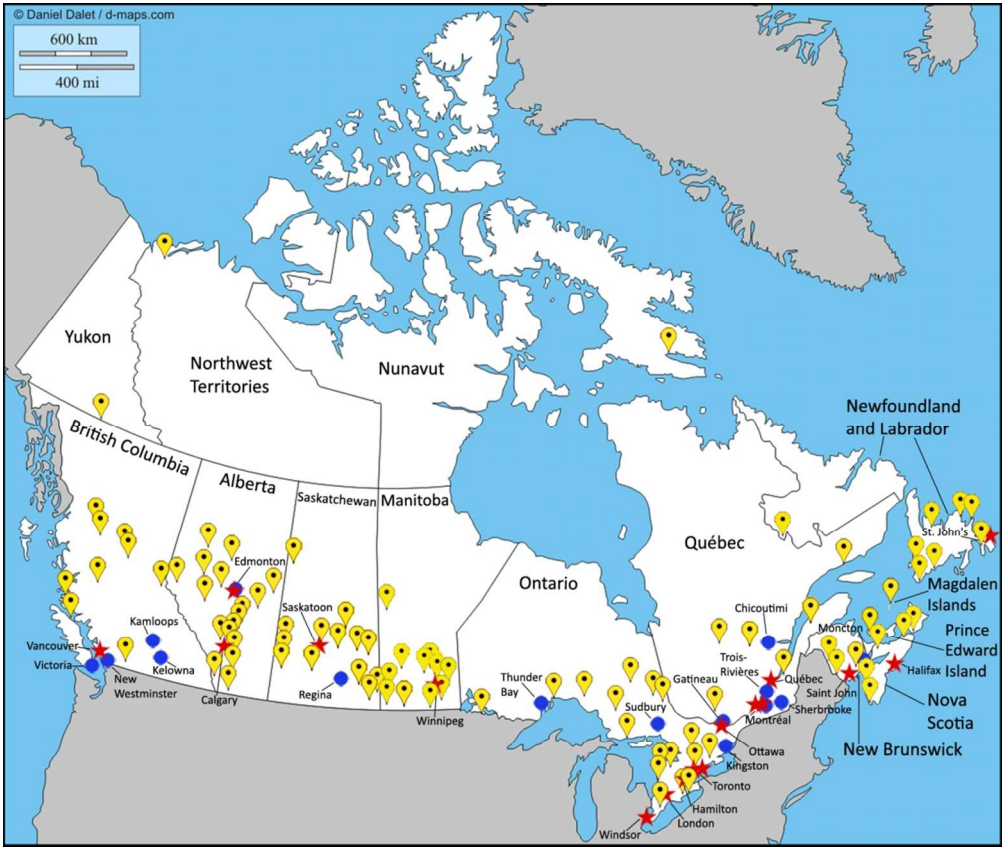 © Daniel Dalet / d-maps.com
600 km
400 mi
Yukon
Northwest
Territories
Nunavut
Newfoundland
and Labrador
British Columbia
Alberta
Saskatchewan
Manitoba
Québec
St. John's
Edmonton
Ontario
Magdalen
Islands
Saskatoon
Chicoutimi
Kamloops
Moncton
Prince
Edward
Island
Vancouver
Victoria
Kelowna
New
Westminster
Trois-
Rivières
Québec
Halifax
Calgary
Regina
Thunder
Bay
Gatineau
Saint John
Nova
Scotia
Winnipeg
Sudbury
Sherbrooke
Montréal
New Brunswick
Ottawa
Kingston
Toronto
Hamilton
London
Windsor